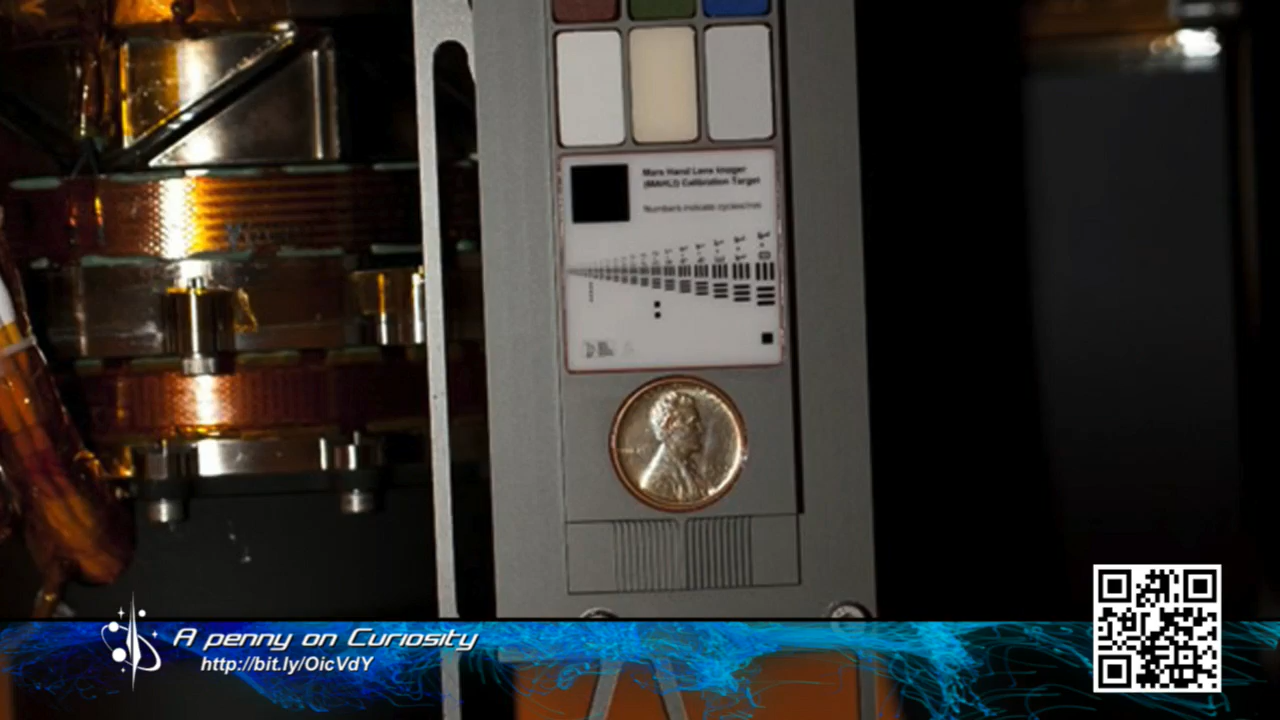 Mars Hand Lens Imager
(MAHLI) Calibration Target
Numbers indicate cycles/mm
A penny on Curiosity
http://bit.ly/OicVdY